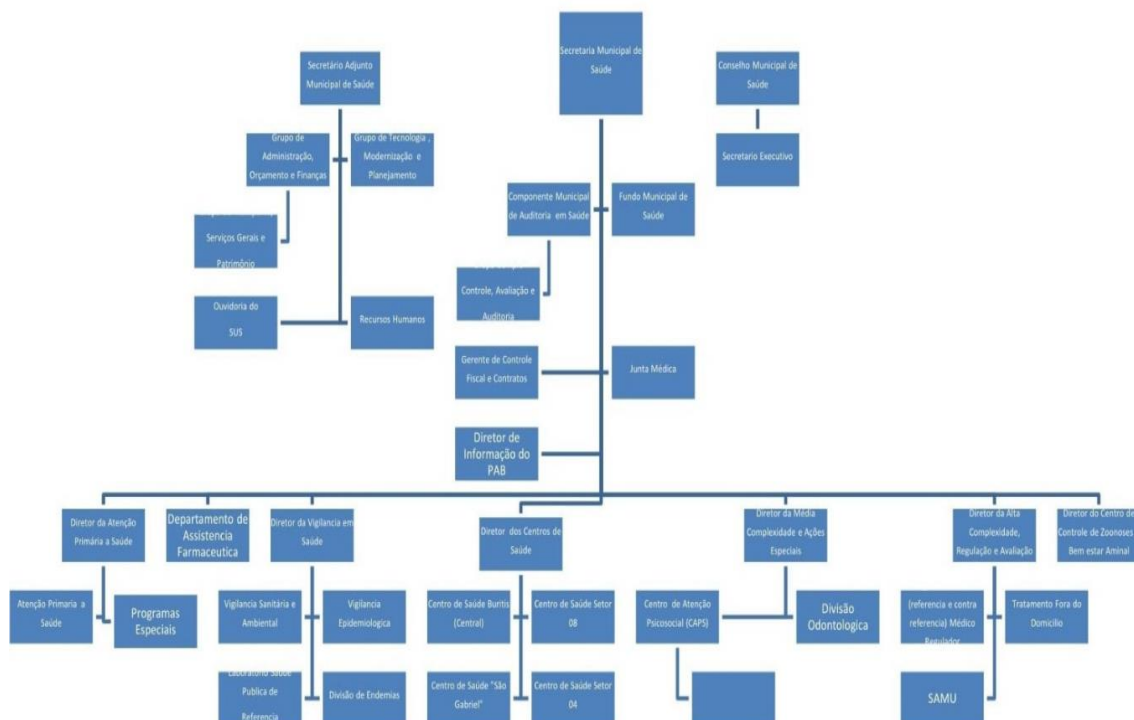 Secretaria Municipal de
Saúde
Secretário Adjunto
Municipal de Saúde
Conselho Municipal de
Saúde
Grupo de
Administração,
Orçamento e Finanças
Grupo de Tecnologia ,
Modernização e
Planejamento
Secretario Executivo
Componente Municipal
de Auditoria em Saúde
Fundo Municipal de
Saúde
Serviços Gerais e
Patrimônio
Controle, Avaliação e
Auditoria
Ouvidoria do
SUS
Recursos Humanos
Gerente de Controle
Fiscal e Contratos
Junta Médica
Diretor de
Informação do
PAB
Diretor da Atenção
Primária a Saúde
Departamento de
Assistencia
Farmaceutica
Diretor da Vigilancia em
Saúde
Diretor dos Centros de
Saúde
Diretor da Média
Complexidade e Ações
Especiais
Diretor da Alta
Complexidade,
Regulação e Avaliação
Diretor do Centro de
Controle de Zoonoses
Bem estar Aminal
Atenção Primaria a
Saúde
Programas
Especiais
Vigilancia Sanitária e
Ambiental
Vigilancia
Epidemiologica
Centro de Saúde Buritis
(Central)
Centro de Saúde Setor
08
Centro de Atenção
Psicosocial (CAPS)
Divisão
Odontologica
(referencia e contra
referencia) Médico
Regulador
Tratamento Fora do
Domicilio
Laboratório Saúde
Publica de
Referencia
Divisão de Endemias
Centro de Saúde "São
Gabriel"
Centro de Saúde Setor
04
SAMU